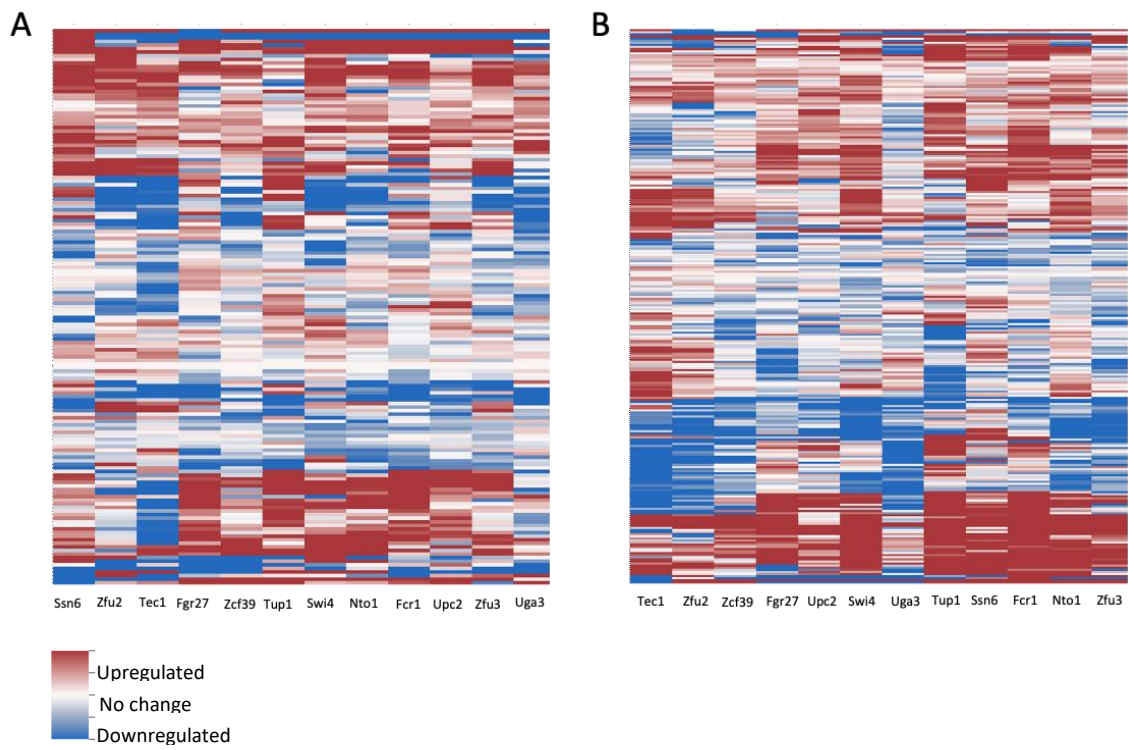 A
B
Ssn6 Zfu2 Tec1 Fgr27 Zcf39 Tup1 Swi4 Nto1 Fcr1 Upc2 Zfu3 Uga3
Tec1 Zfu2 Zcf39 Fgr27 Upc2 Swi4 Uga3 Tup1 Ssn6 Fcr1 Nto1 Zfu3
Upregulated
No change
Downregulated